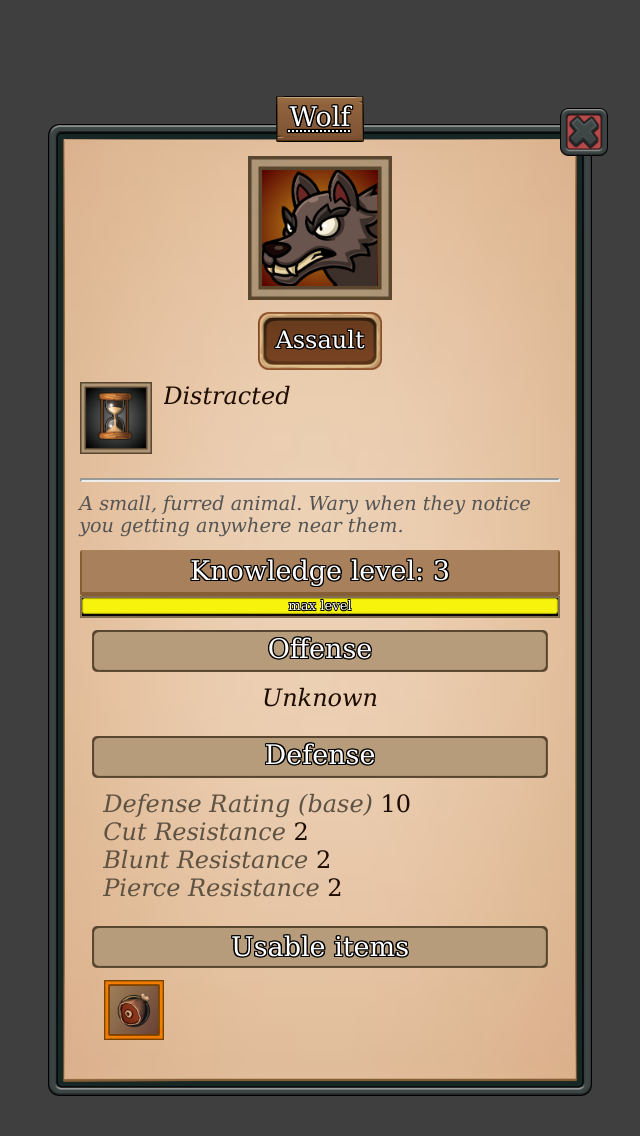 Wolf
Assault
Distracted
A small, furred animal. Wary when they notice
you getting anywhere near them.
Knowledge level: 3
max level
Offense
Unknown
Defense
Defense Rating (base) 10
Cut Resistance 2
Blunt Resistance 2
Pierce Resistance 2
Usable items